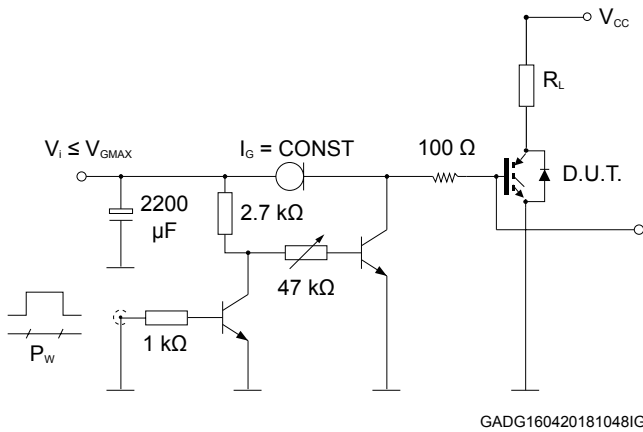 V_CC
R_L
V_i ≤ V_GMAX
I_G = CONST
100 Ω
D.U.T.
2200
µF
2.7 kΩ
47 kΩ
1 kΩ
P_W
GADG160420181048IG